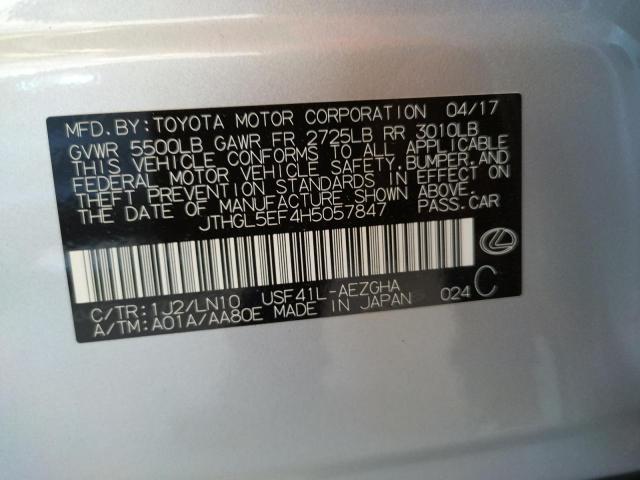 MFD. BY: TOYOTA MOTOR CORPORATION 04/17
GVWR 5500LB GAWR FR 2725LB RR 3010LB
THIS VEHICLE CONFORMS TO ALL APPLICABLE
FEDERAL MOTOR VEHICLE SAFETY, BUMPER, AND
THEFT PREVENTION STANDARDS IN EFFECT ON
THE DATE OF MANUFACTURE SHOWN ABOVE.
JTHGL5EF4H5057847 PASS. CAR
C/TR: 1J2/LN10 USF41L-AEZGHA
A/TM: A01A/AA80E MADE IN JAPAN 024 C